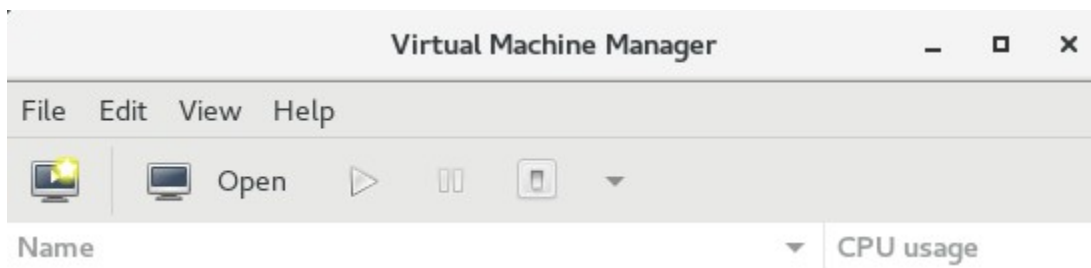 Virtual Machine Manager
File Edit View Help
Open
Name CPU usage